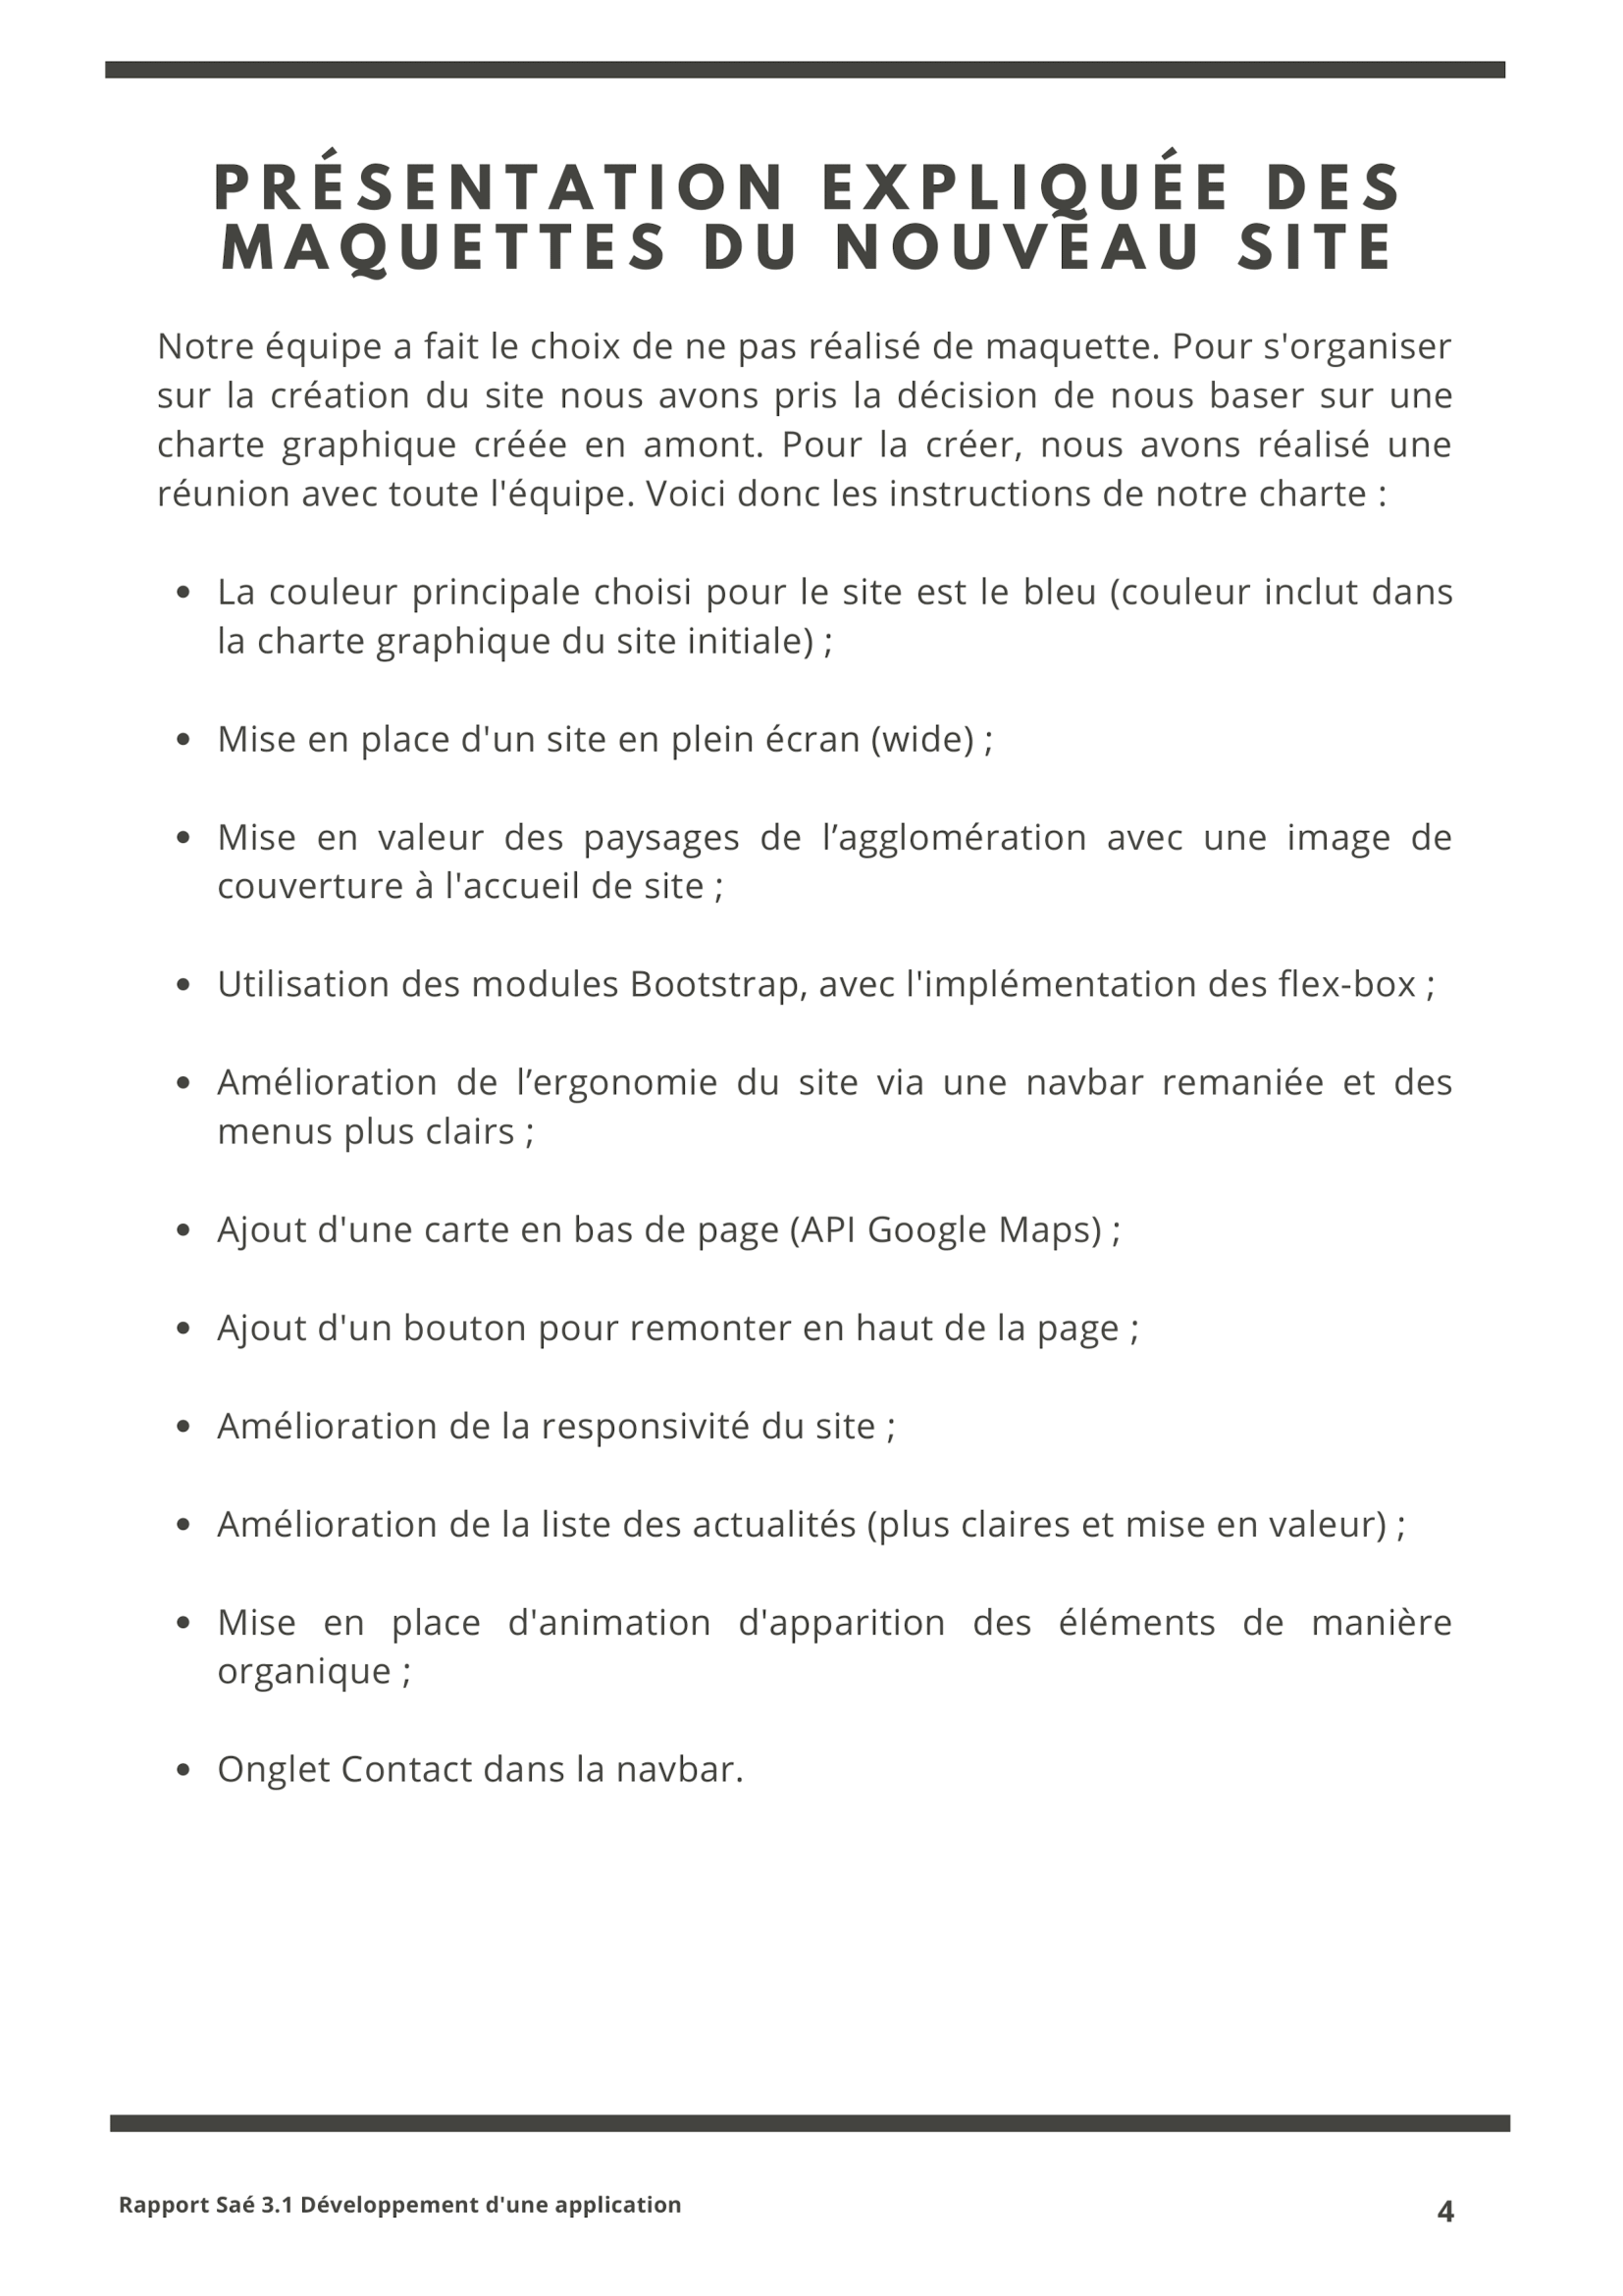 PRÉSENTATION EXPLIQUÉE DES
MAQUETTES DU NOUVEAU SITE
Notre équipe a fait le choix de ne pas réalisé de maquette. Pour s'organiser
sur la création du site nous avons pris la décision de nous baser sur une
charte graphique créée en amont. Pour la créer, nous avons réalisé une
réunion avec toute l'équipe. Voici donc les instructions de notre charte :
• La couleur principale choisi pour le site est le bleu (couleur inclut dans
la charte graphique du site initiale) ;
• Mise en place d'un site en plein écran (wide) ;
• Mise en valeur des paysages de l’agglomération avec une image de
couverture à l'accueil de site ;
• Utilisation des modules Bootstrap, avec l'implémentation des flex-box ;
• Amélioration de l’ergonomie du site via une navbar remaniée et des
menus plus clairs ;
• Ajout d'une carte en bas de page (API Google Maps) ;
• Ajout d'un bouton pour remonter en haut de la page ;
• Amélioration de la responsivité du site ;
• Amélioration de la liste des actualités (plus claires et mise en valeur) ;
• Mise en place d'animation d'apparition des éléments de manière
organique ;
• Onglet Contact dans la navbar.
Rapport Saé 3.1 Développement d'une application
4